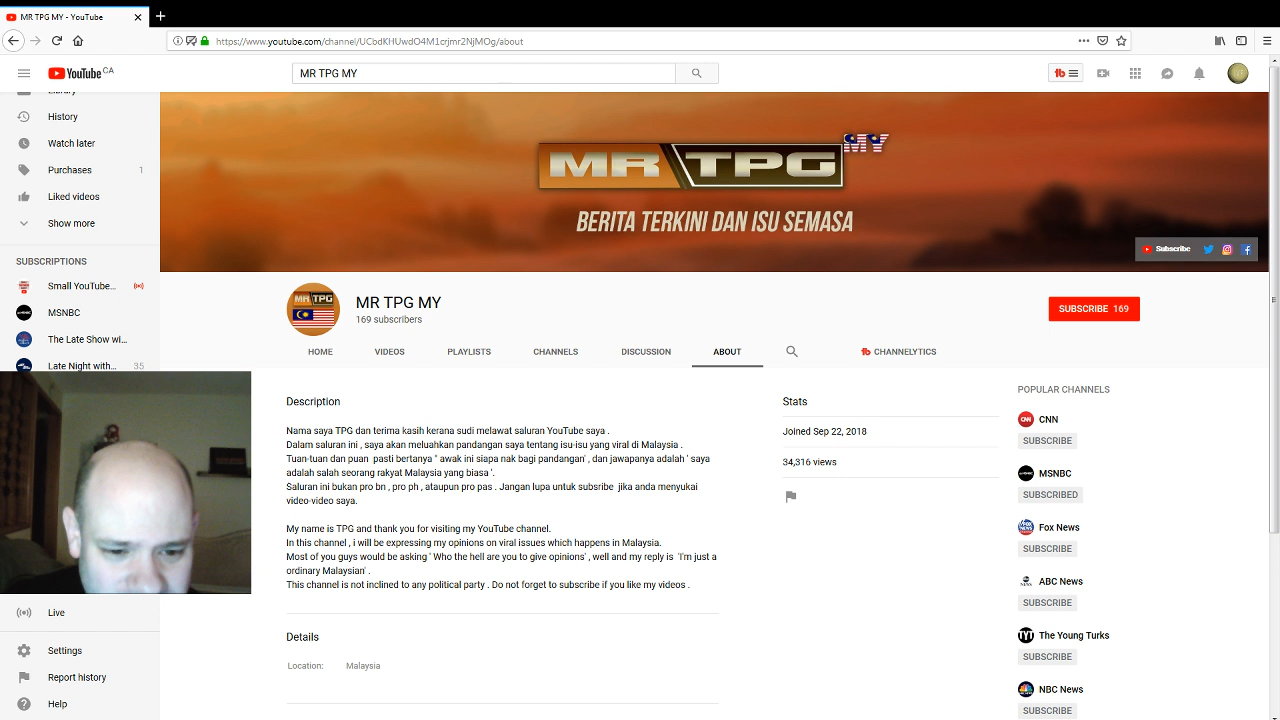 MR TPG MY - YouTube
https://www.youtube.com/channel/UCbdKHUwdO4M1crjmr2NjMOg/about
YouTube CA
MR TPG MY
Library
History
Watch later
Purchases 1
Liked videos
Show more
SUBSCRIPTIONS
Small YouTube...
MSNBC
The Late Show wi...
Late Night with... 35
Live
Settings
Report history
Help
MR TPG MY
BERITA TERKINI DAN ISU SEMASA
Subscribe
MR TPG
MR TPG MY
169 subscribers
SUBSCRIBE 169
HOME VIDEOS PLAYLISTS CHANNELS DISCUSSION ABOUT CHANNELYTICS
Description
Nama saya TPG dan terima kasih kerana sudi melawat saluran YouTube saya .
Dalam saluran ini , saya akan meluahkan pandangan saya tentang isu-isu yang viral di Malaysia .
Tuan-tuan dan puan pasti bertanya " awak ini siapa nak bagi pandangan' , dan jawapanya adalah ' saya
adalah salah seorang rakyat Malaysia yang biasa '.
Saluran ini bukan pro bn , pro ph , ataupun pro pas . Jangan lupa untuk subsribe jika anda menyukai
video-video saya.
My name is TPG and thank you for visiting my YouTube channel.
In this channel , i will be expressing my opinions on viral issues which happens in Malaysia.
Most of you guys would be asking ' Who the hell are you to give opinions' , well and my reply is 'I'm just a
ordinary Malaysian' .
This channel is not inclined to any political party . Do not forget to subscribe if you like my videos .
Details
Location: Malaysia
Stats
Joined Sep 22, 2018
34,316 views
POPULAR CHANNELS
CNN
SUBSCRIBE
MSNBC
SUBSCRIBED
Fox News
SUBSCRIBE
ABC News
SUBSCRIBE
TYT
The Young Turks
SUBSCRIBE
NBC News
SUBSCRIBE